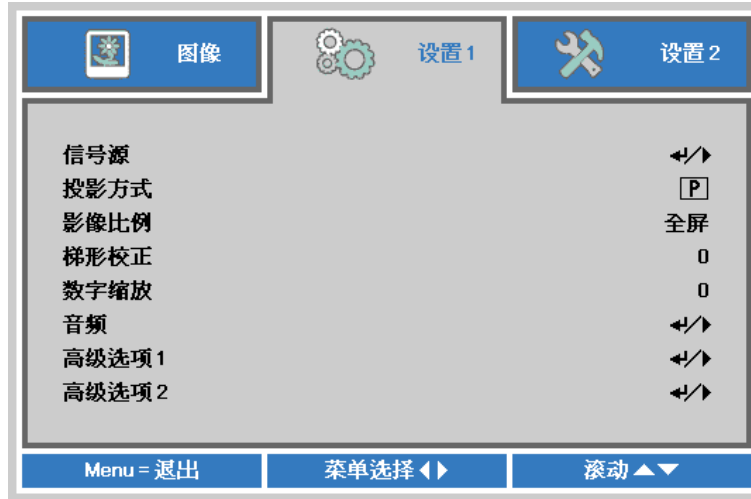 图像 设置1 设置2
信号源 ↵/▶
投影方式 P
影像比例 全屏
梯形校正 0
数字缩放 0
音频 ↵/▶
高级选项1 ↵/▶
高级选项2 ↵/▶
Menu = 退出 菜单选择 ◀▶ 滚动 ▲▼